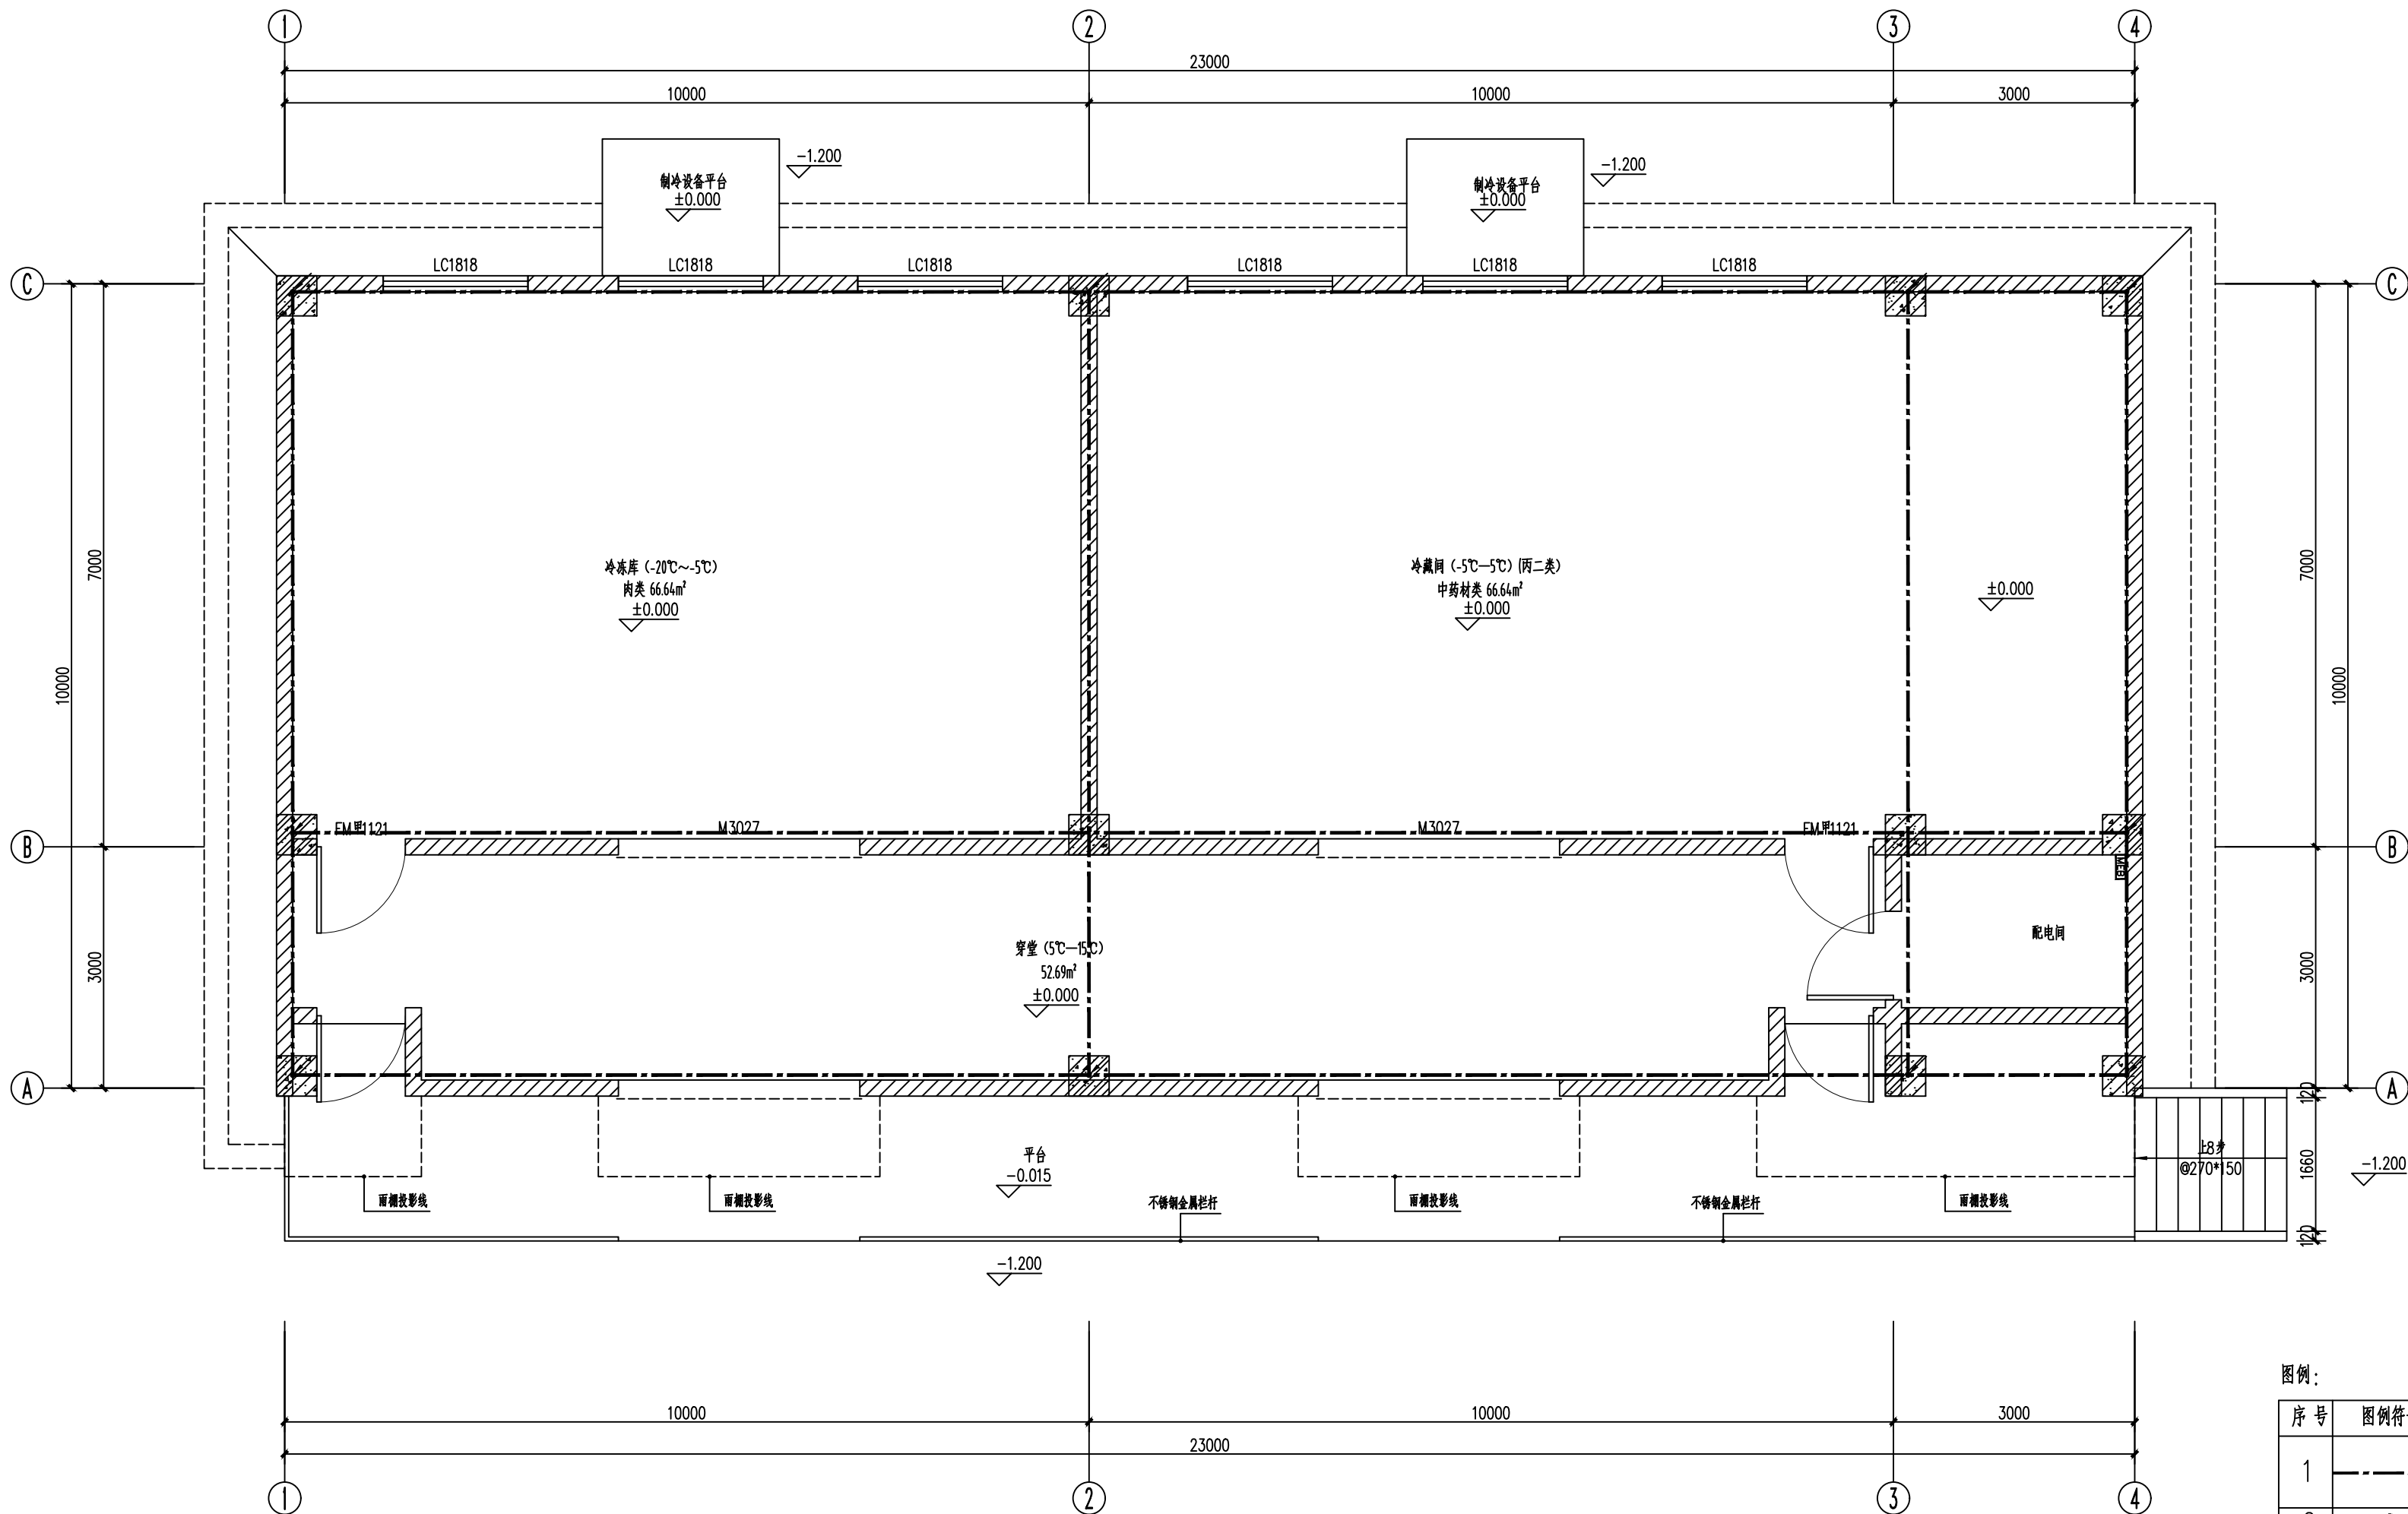 1
2
3
4
23000
10000
10000
3000
-1.200
-1.200
制冷设备平台
±0.000
制冷设备平台
±0.000
LC1818
LC1818
LC1818
LC1818
LC1818
LC1818
C
C
7000
10000
冷冻库（-20℃～-5℃）
肉类 66.64m²
±0.000
冷藏间（-5℃—5℃）(丙二类）
中药材类 66.64m²
±0.000
±0.000
7000
10000
FM甲1121
M3027
M3027
FM甲1121
B
B
MEB
3000
穿堂（5℃—15℃）
52.69m²
±0.000
配电间
3000
A
A
120
1660
120
平台
-0.015
上8步
@270*150
-1.200
雨棚投影线
雨棚投影线
不锈钢金属栏杆
雨棚投影线
不锈钢金属栏杆
雨棚投影线
-1.200
10000
10000
3000
23000
1
2
3
4
图例：
序 号
图例符
1